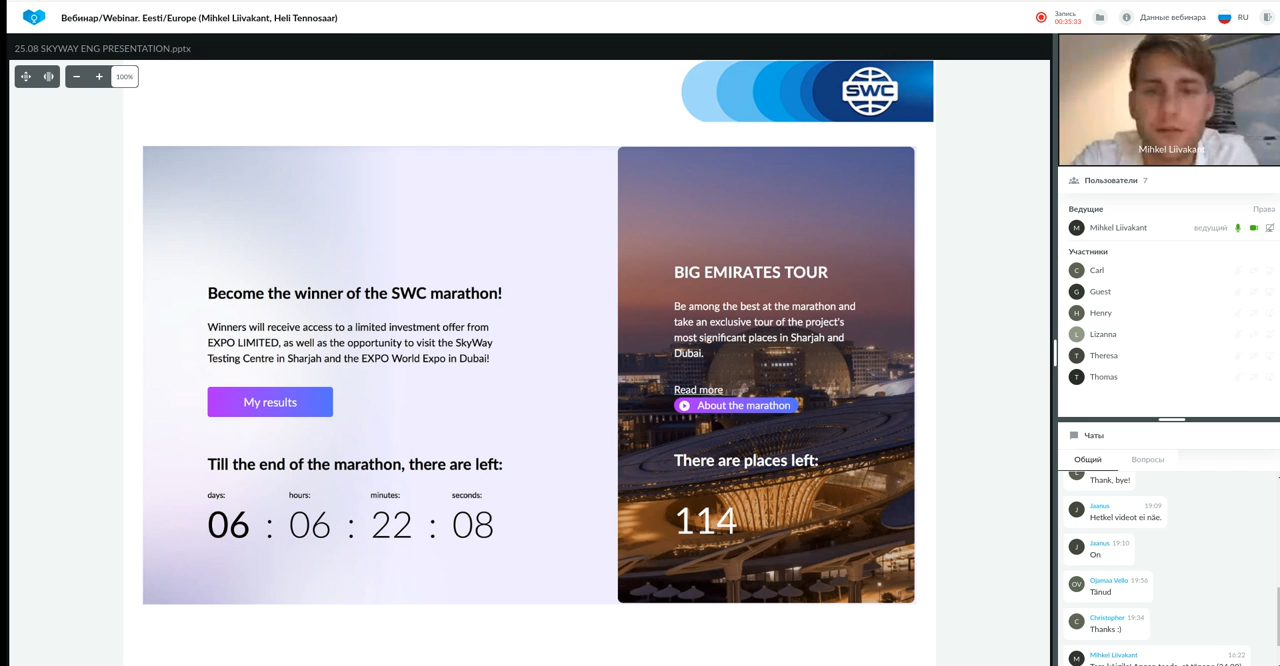 Вебинар/Webinar. Eesti/Europe (Mihkel Liivakant, Heli Tennosaar)
Запись
00:35:33
Данные вебинара
RU
25.08 SKYWAY ENG PRESENTATION.pptx
100%
SWC
Become the winner of the SWC marathon!
Winners will receive access to a limited investment offer from
EXPO LIMITED, as well as the opportunity to visit the SkyWay
Testing Centre in Sharjah and the EXPO World Expo in Dubai!
My results
Till the end of the marathon, there are left:
days: hours: minutes: seconds:
06 : 06 : 22 : 08
BIG EMIRATES TOUR
Be among the best at the marathon and
take an exclusive tour of the project's
most significant places in Sharjah and
Dubai.
Read more
About the marathon
There are places left:
114
Mihkel Liivakant
Пользователи 7
Ведущие Права
M Mihkel Liivakant ведущий
Участники
C Carl
G Guest
H Henry
L Lizanna
T Theresa
T Thomas
Чаты
Общий Вопросы
Thank, bye!
J Jaanus 19:09
Hetkel videot ei näe.
J Jaanus 19:10
On
OV Ojamaa Vello 19:56
Tänud
C Christopher 19:34
Thanks :)
M Mihkel Liivakant 16:22